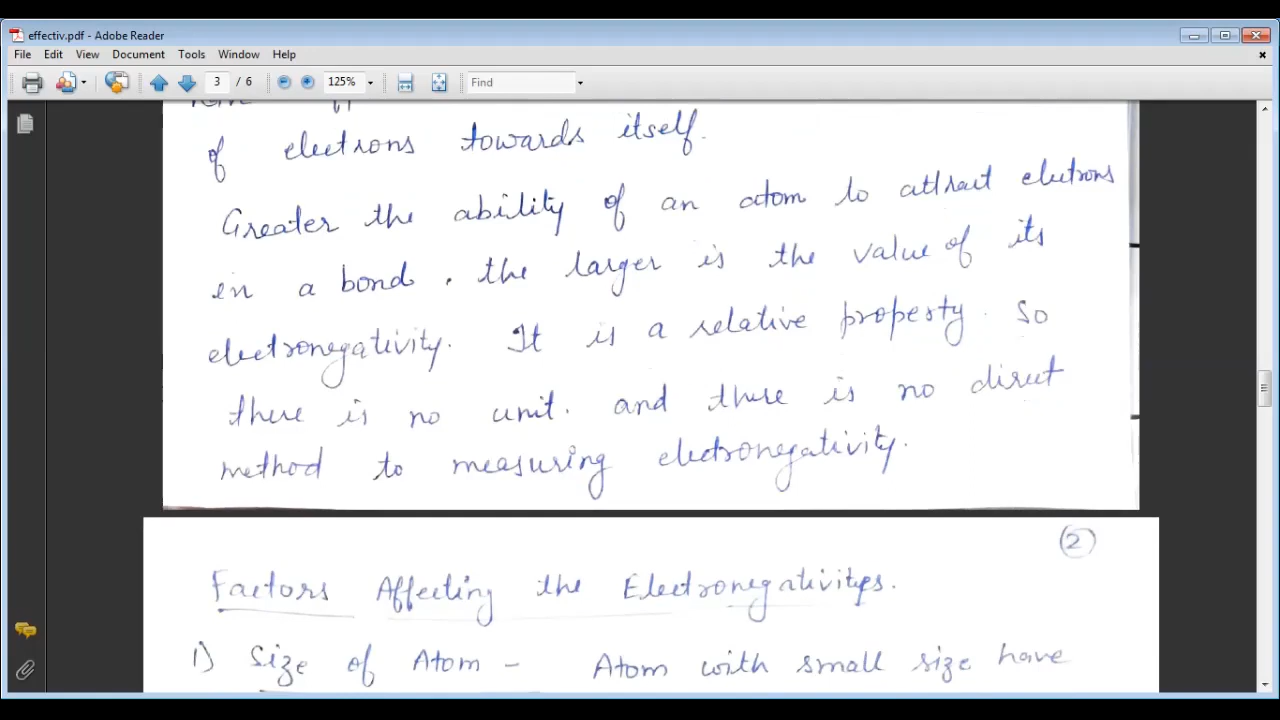 effectiv.pdf - Adobe Reader
File Edit View Document Tools Window Help
3 / 6 125% Find
of electrons towards itself.
Greater the ability of an atom to attract electrons
in a bond, the larger is the value of its
electronegativity. It is a relative property. So
there is no unit. and there is no direct
method to measuring electronegativity.
(2)
Factors Affecting the Electronegativitys.
1) Size of Atom - Atom with small size have